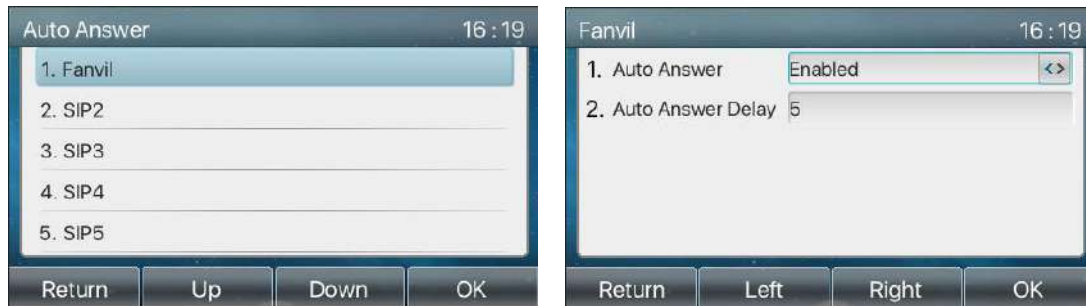 Auto Answer 16:19
1. Fanvil
2. SIP2
3. SIP3
4. SIP4
5. SIP5
Return Up Down OK
Fanvil 16:19
1. Auto Answer Enabled <>
2. Auto Answer Delay 5
Return Left Right OK